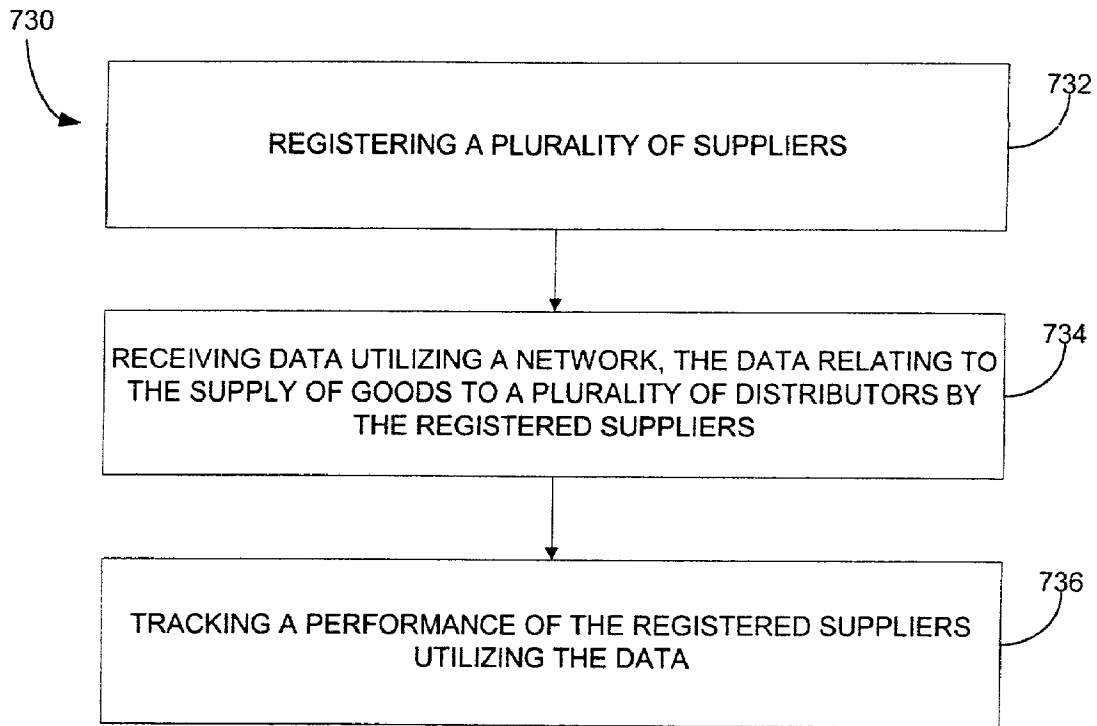 730
732
REGISTERING A PLURALITY OF SUPPLIERS
734
RECEIVING DATA UTILIZING A NETWORK, THE DATA RELATING TO
THE SUPPLY OF GOODS TO A PLURALITY OF DISTRIBUTORS BY
THE REGISTERED SUPPLIERS
736
TRACKING A PERFORMANCE OF THE REGISTERED SUPPLIERS
UTILIZING THE DATA